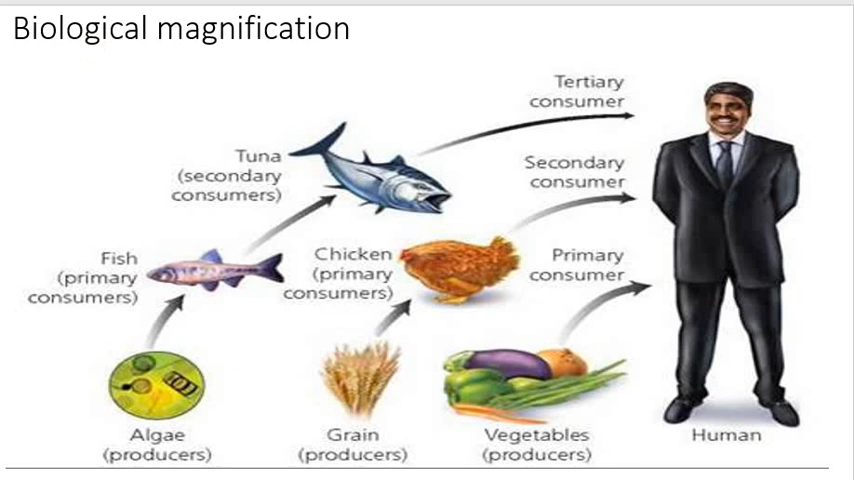 Biological magnification
Tertiary
consumer
Tuna
(secondary
consumers)
Secondary
consumer
Fish
(primary
consumers)
Chicken
(primary
consumers)
Primary
consumer
Algae
(producers)
Grain
(producers)
Vegetables
(producers)
Human